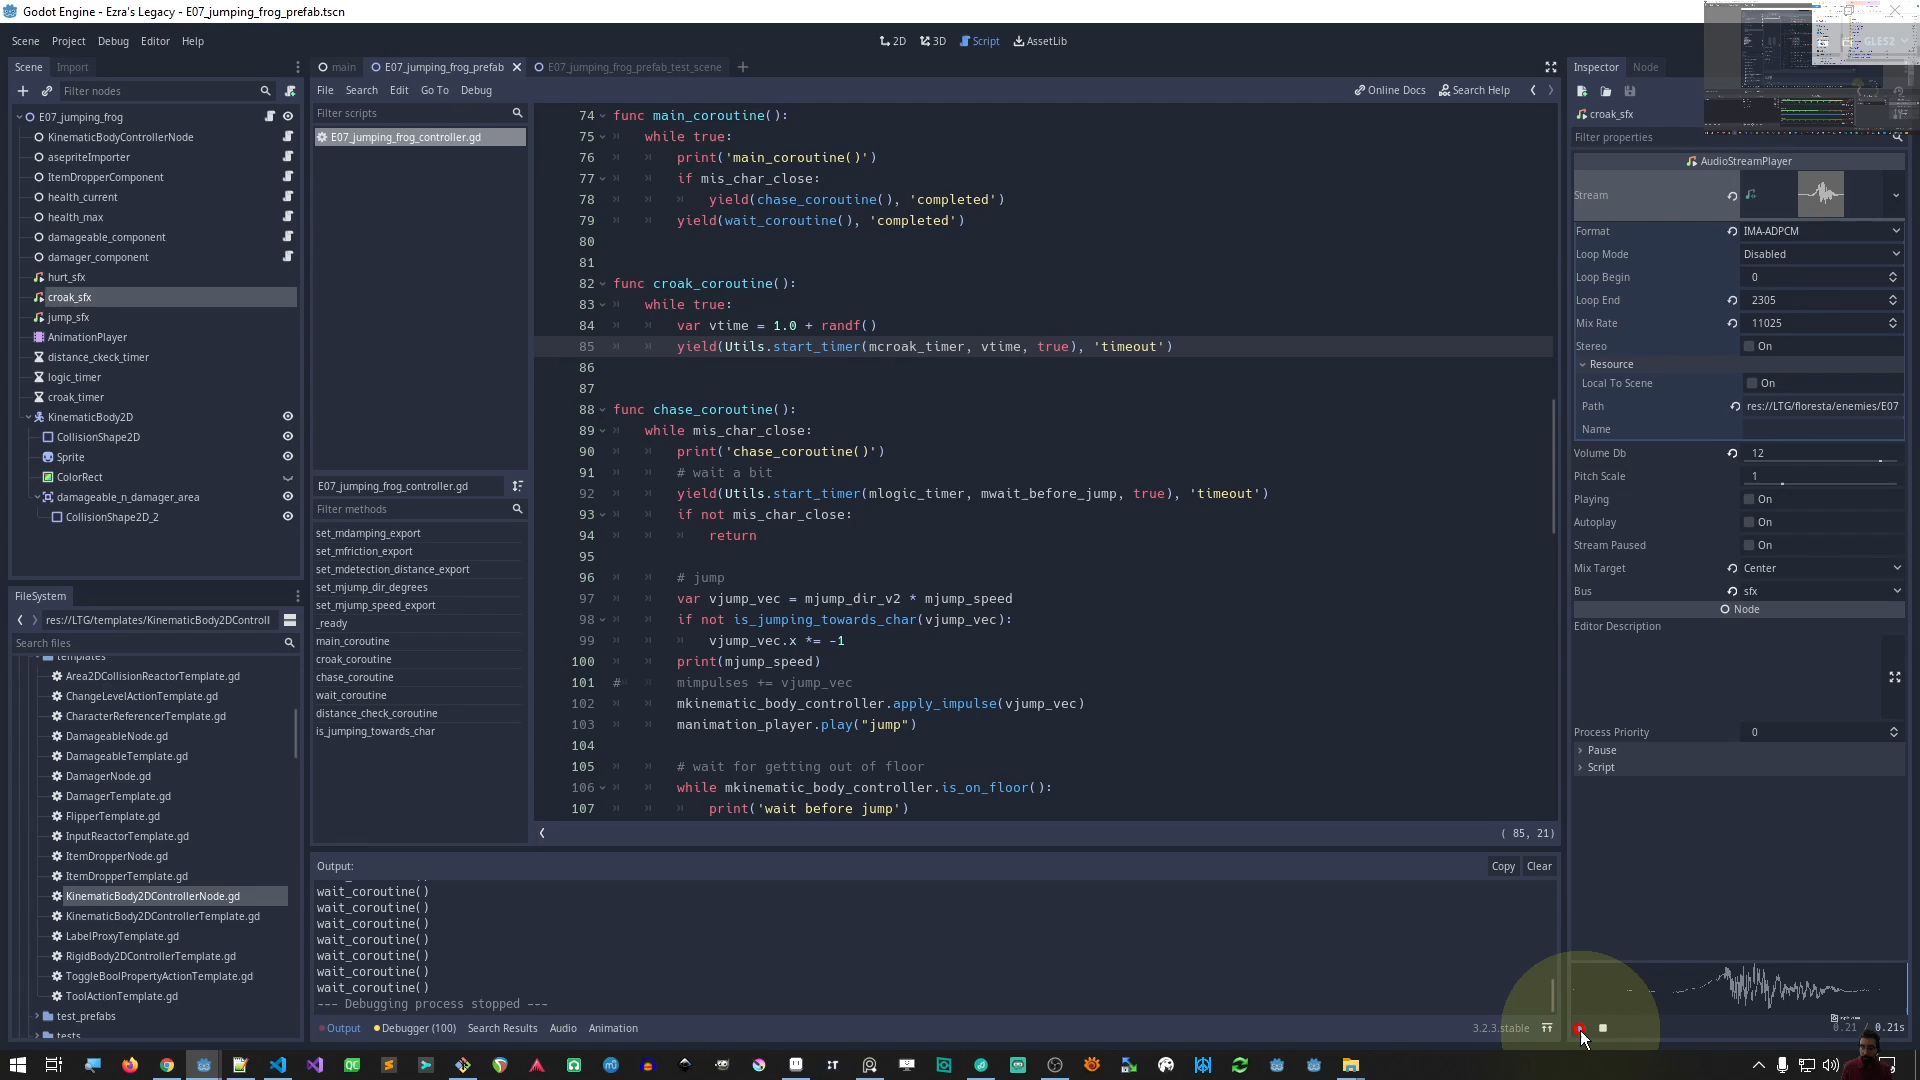 Godot Engine - Ezra's Legacy - E07_jumping_frog_prefab.tscn
Scene Project Debug Editor Help
2D 3D Script AssetLib
GLES2
Scene Import
Filter nodes
E07_jumping_frog
KinematicBodyControllerNode
asepriteImporter
ItemDropperComponent
health_current
health_max
damageable_component
damager_component
hurt_sfx
croak_sfx
jump_sfx
AnimationPlayer
distance_ckeck_timer
logic_timer
croak_timer
KinematicBody2D
CollisionShape2D
Sprite
ColorRect
damageable_n_damager_area
CollisionShape2D_2
FileSystem
res://LTG/templates/KinematicBody2DControll
Search files
templates
Area2DCollisionReactorTemplate.gd
ChangeLevelActionTemplate.gd
CharacterReferencerTemplate.gd
DamageableNode.gd
DamageableTemplate.gd
DamagerNode.gd
DamagerTemplate.gd
FlipperTemplate.gd
InputReactorTemplate.gd
ItemDropperNode.gd
ItemDropperTemplate.gd
KinematicBody2DControllerNode.gd
KinematicBody2DControllerTemplate.gd
LabelProxyTemplate.gd
RigidBody2DControllerTemplate.gd
ToggleBoolPropertyActionTemplate.gd
ToolActionTemplate.gd
test_prefabs
tests
main E07_jumping_frog_prefab E07_jumping_frog_prefab_test_scene
File Search Edit Go To Debug
Online Docs Search Help
Filter scripts
E07_jumping_frog_controller.gd
E07_jumping_frog_controller.gd
Filter methods
set_mdamping_export
set_mfriction_export
set_mdetection_distance_export
set_mjump_dir_degrees
set_mjump_speed_export
_ready
main_coroutine
croak_coroutine
chase_coroutine
wait_coroutine
distance_check_coroutine
is_jumping_towards_char
74 func main_coroutine():
75 while true:
76 print('main_coroutine()')
77 if mis_char_close:
78 yield(chase_coroutine(), 'completed')
79 yield(wait_coroutine(), 'completed')
80
81
82 func croak_coroutine():
83 while true:
84 var vtime = 1.0 + randf()
85 yield(Utils.start_timer(mcroak_timer, vtime, true), 'timeout')
86
87
88 func chase_coroutine():
89 while mis_char_close:
90 print('chase_coroutine()')
91 # wait a bit
92 yield(Utils.start_timer(mlogic_timer, mwait_before_jump, true), 'timeout')
93 if not mis_char_close:
94 return
95
96 # jump
97 var vjump_vec = mjump_dir_v2 * mjump_speed
98 if not is_jumping_towards_char(vjump_vec):
99 vjump_vec.x *= -1
100 print(mjump_speed)
101 # mimpulses += vjump_vec
102 mkinematic_body_controller.apply_impulse(vjump_vec)
103 manimation_player.play("jump")
104
105 # wait for getting out of floor
106 while mkinematic_body_controller.is_on_floor():
107 print('wait before jump')
( 85, 21)
Output:
Copy Clear
wait_coroutine()
wait_coroutine()
wait_coroutine()
wait_coroutine()
wait_coroutine()
wait_coroutine()
wait_coroutine()
--- Debugging process stopped ---
Output Debugger (100) Search Results Audio Animation
3.2.3.stable
Inspector Node
croak_sfx
Filter properties
AudioStreamPlayer
Stream
Format IMA-ADPCM
Loop Mode Disabled
Loop Begin 0
Loop End 2305
Mix Rate 11025
Stereo On
Resource
Local To Scene On
Path res://LTG/floresta/enemies/E07
Name
Volume Db 12
Pitch Scale 1
Playing On
Autoplay On
Stream Paused On
Mix Target Center
Bus sfx
Node
Editor Description
Process Priority 0
Pause
Script
0.21 / 0.21s